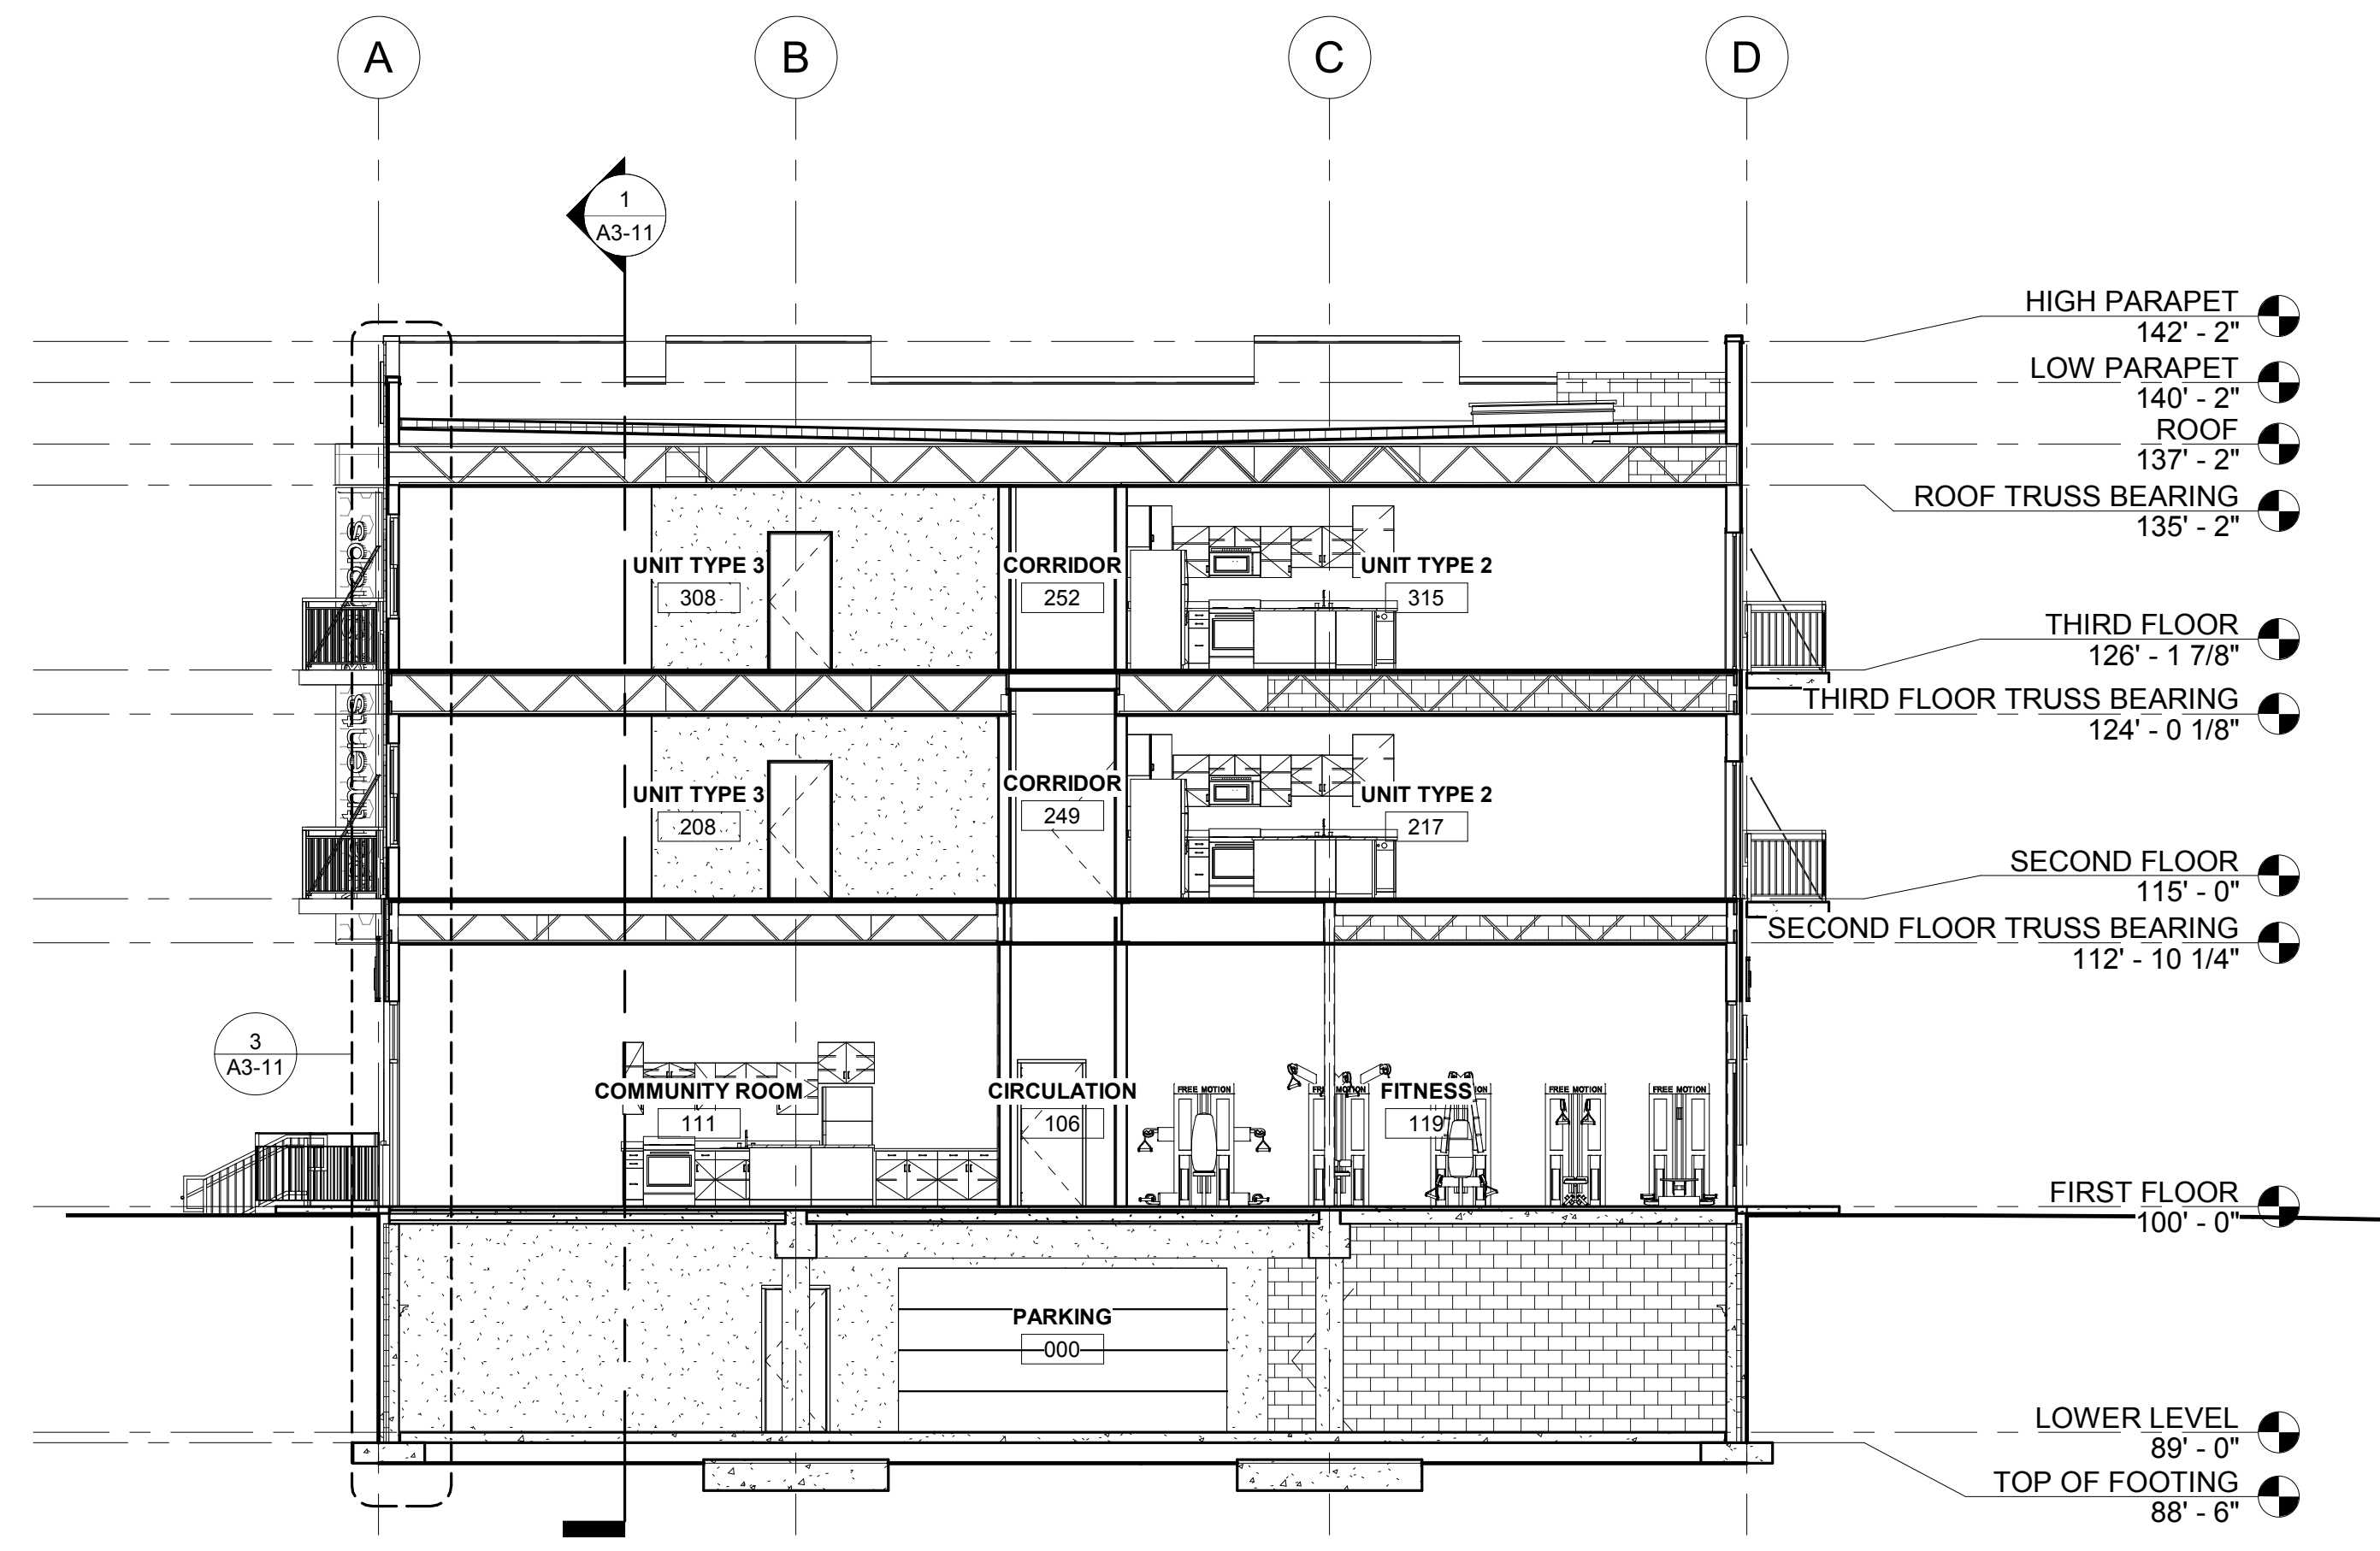 A
B
C
D
1
A3-11
HIGH PARAPET
142' - 2"
LOW PARAPET
140' - 2"
ROOF
137' - 2"
ROOF TRUSS BEARING
135' - 2"
UNIT TYPE 3
308
CORRIDOR
252
UNIT TYPE 2
315
THIRD FLOOR
126' - 1 7/8"
THIRD FLOOR TRUSS BEARING
124' - 0 1/8"
UNIT TYPE 3
208
CORRIDOR
249
UNIT TYPE 2
217
SECOND FLOOR
115' - 0"
SECOND FLOOR TRUSS BEARING
112' - 10 1/4"
3
A3-11
COMMUNITY ROOM
111
CIRCULATION
106
FREE MOTION
FITNESS
119
FREE MOTION
FREE MOTION
FIRST FLOOR
100' - 0"
PARKING
000
LOWER LEVEL
89' - 0"
TOP OF FOOTING
88' - 6"